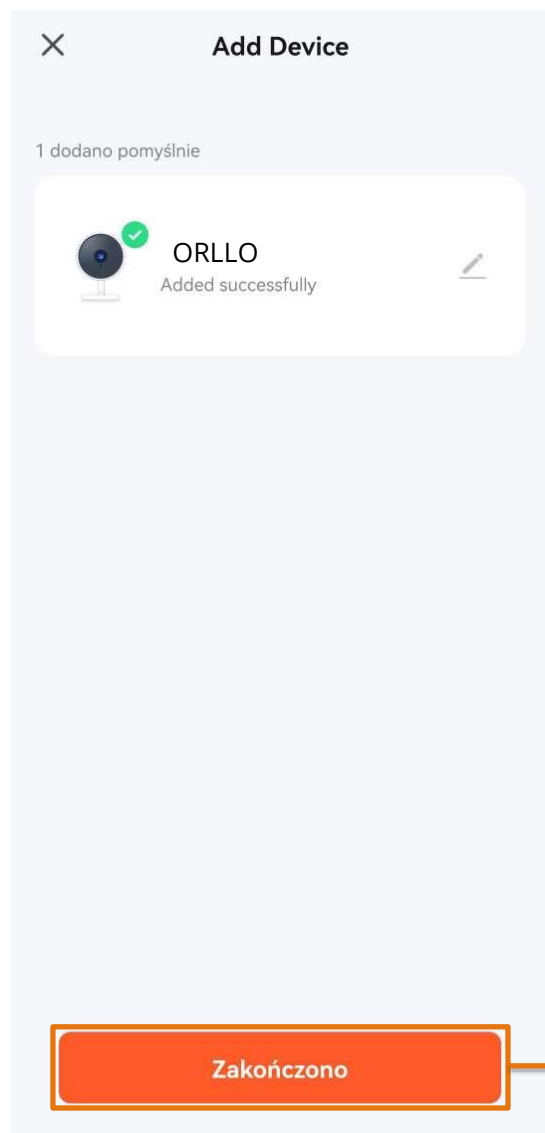 Add Device
1 dodano pomyślnie
ORLLO
Added successfully
Zakończono